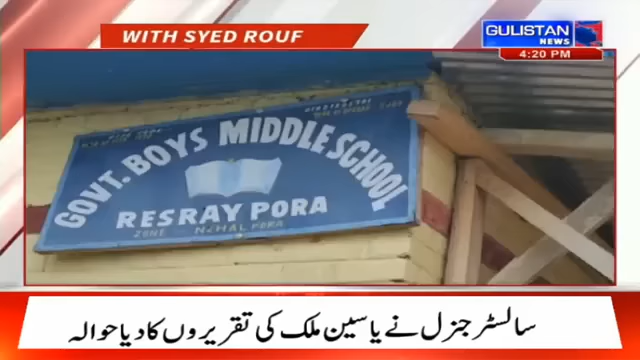 WITH SYED ROUF
GULISTAN
NEWS
4:20 PM
GOVT. BOYS MIDDLE SCHOOL
RESRAY PORA
ZONE - NEHAL PORA
سالسٹر جنرل نے یاسین ملک کی تقریروں کا دیا حوالہ